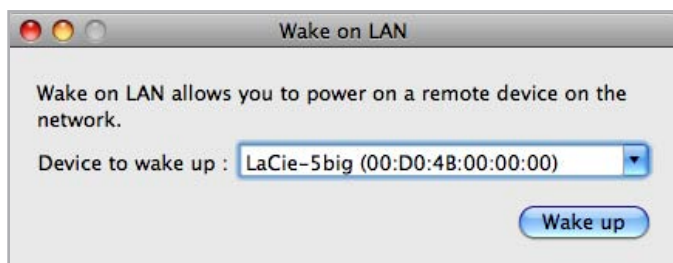 Wake on LAN
Wake on LAN allows you to power on a remote device on the
network.
Device to wake up : LaCie-5big (00:D0:4B:00:00:00)
Wake up